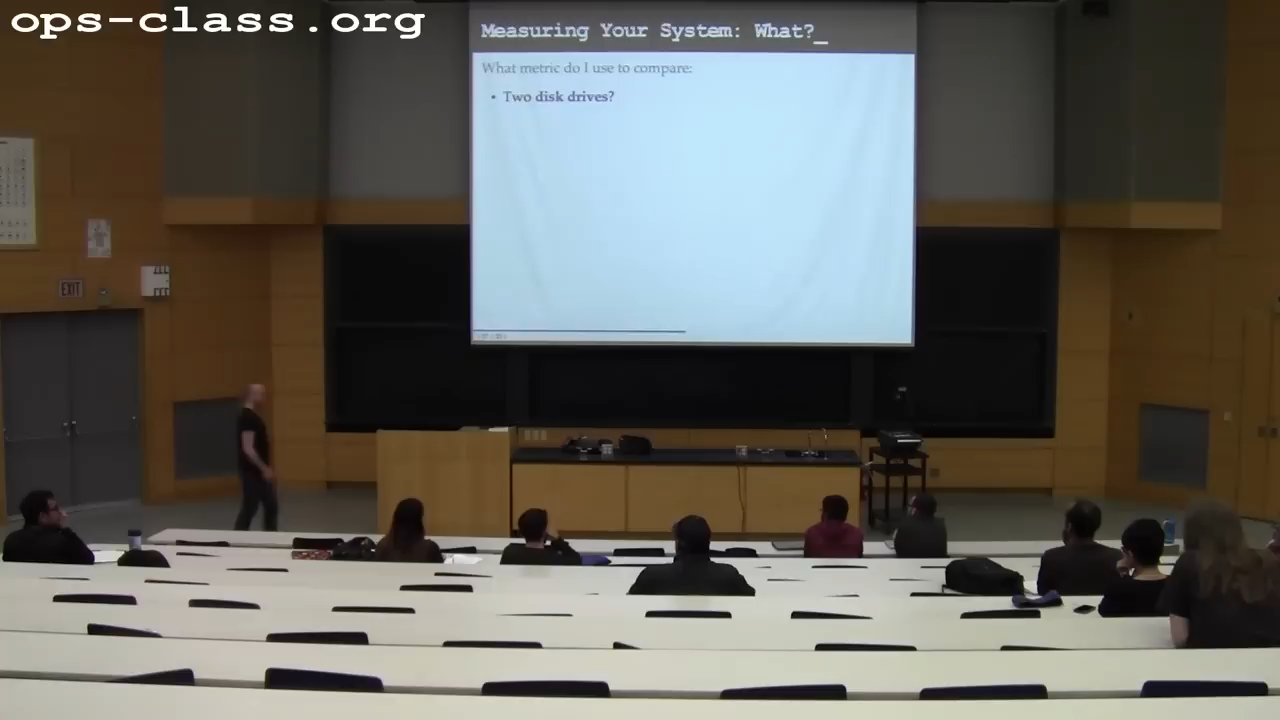 ops-class.org
Measuring Your System: What?_
What metric do I use to compare:
• Two disk drives?
EXIT